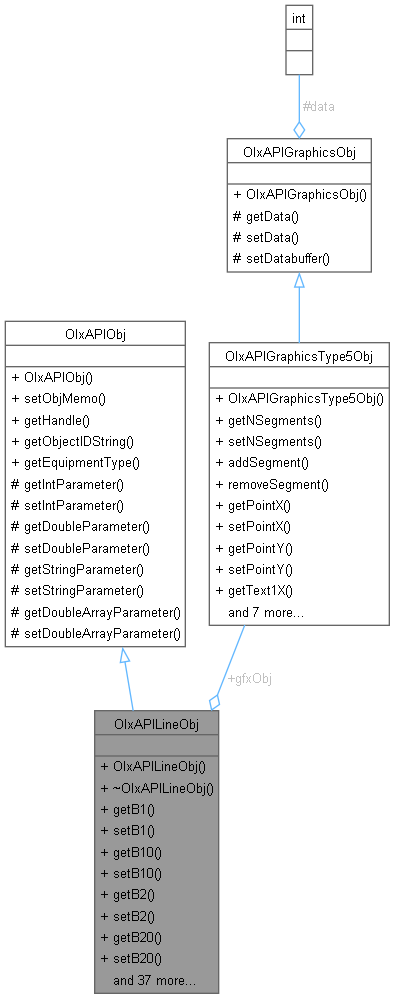 int
#data
OlxAPIGraphicsObj
+ OlxAPIGraphicsObj()
# getData()
# setData()
# setDatabuffer()
OlxAPIObj
+ OlxAPIObj()
+ setObjMemo()
+ getHandle()
+ getObjectIDString()
+ getEquipmentType()
# getIntParameter()
# setIntParameter()
# getDoubleParameter()
# setDoubleParameter()
# getStringParameter()
# setStringParameter()
# getDoubleArrayParameter()
# setDoubleArrayParameter()
OlxAPIGraphicsType5Obj
+ OlxAPIGraphicsType5Obj()
+ getNSegments()
+ setNSegments()
+ addSegment()
+ removeSegment()
+ getPointX()
+ setPointX()
+ getPointY()
+ setPointY()
+ getText1X()
and 7 more...
+gfxObj
OlxAPILineObj
+ OlxAPILineObj()
+ ~OlxAPILineObj()
+ getB1()
+ setB1()
+ getB10()
+ setB10()
+ getB2()
+ setB2()
+ getB20()
+ setB20()
and 37 more...